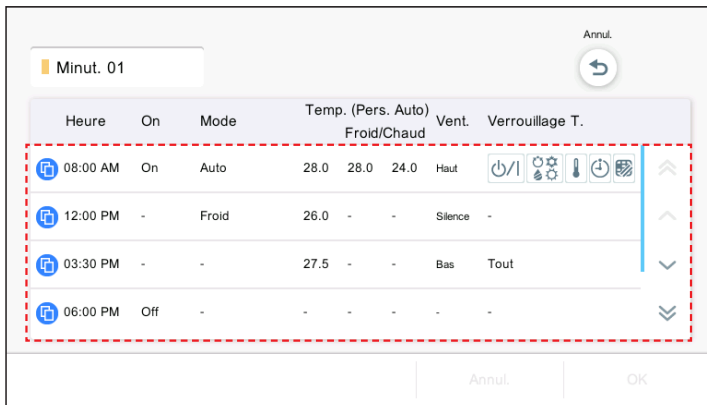 Annul.
Minut. 01
Heure On Mode Temp. (Pers. Auto) Froid/Chaud Vent. Verrouillage T.
08:00 AM On Auto 28.0 28.0 24.0 Haut
12:00 PM - Froid 26.0 - - Silence -
03:30 PM - - 27.5 - - Bas Tout
06:00 PM Off - - - - - -
Annul. OK